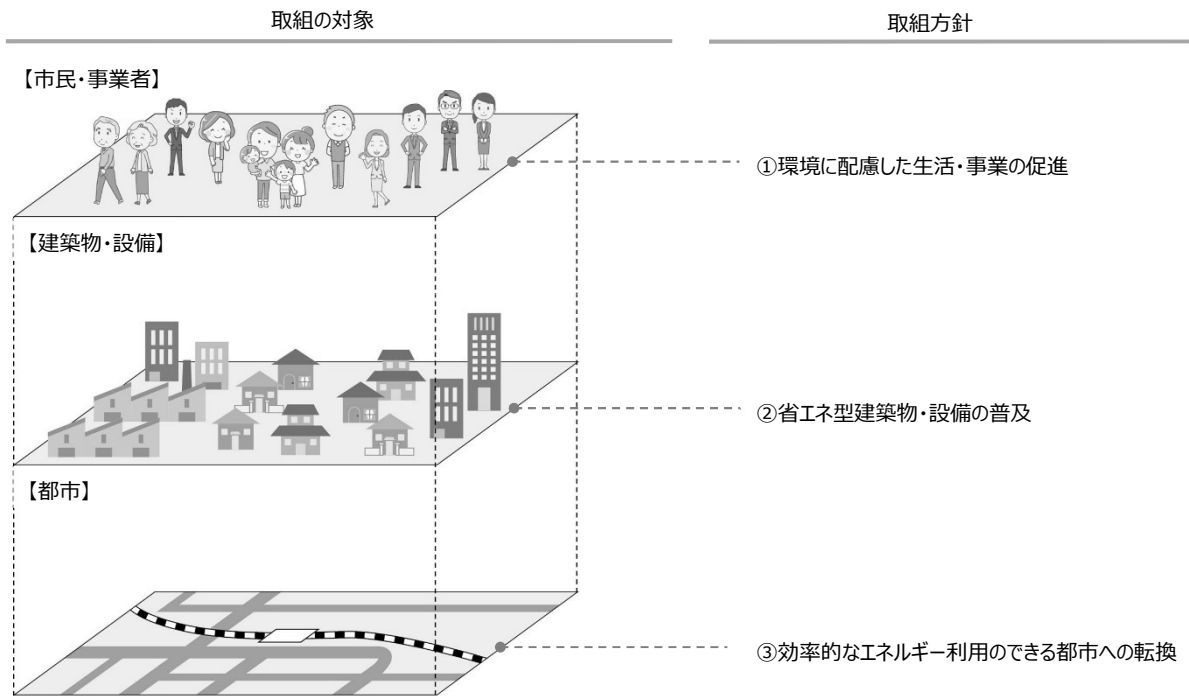 取組の対象
取組方針
【市民・事業者】
①環境に配慮した生活・事業の促進
【建築物・設備】
②省エネ型建築物・設備の普及
【都市】
③効率的なエネルギー利用のできる都市への転換